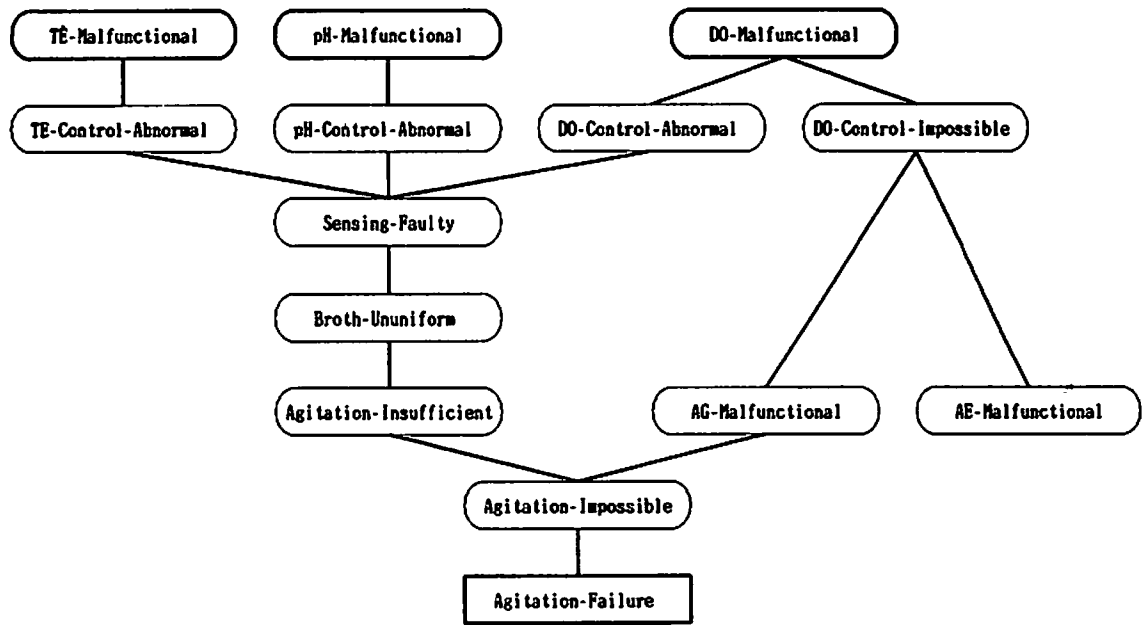 TÊ-Malfunctional
pH-Malfunctional
DO-Malfunctional
TE-Control-Abnormal
pH-Control-Abnormal
DO-Control-Abnormal
DO-Control-Impossible
Sensing-Faulty
Broth-Ununiform
Agitation-Insufficient
AG-Malfunctional
AE-Malfunctional
Agitation-Impossible
Agitation-Failure